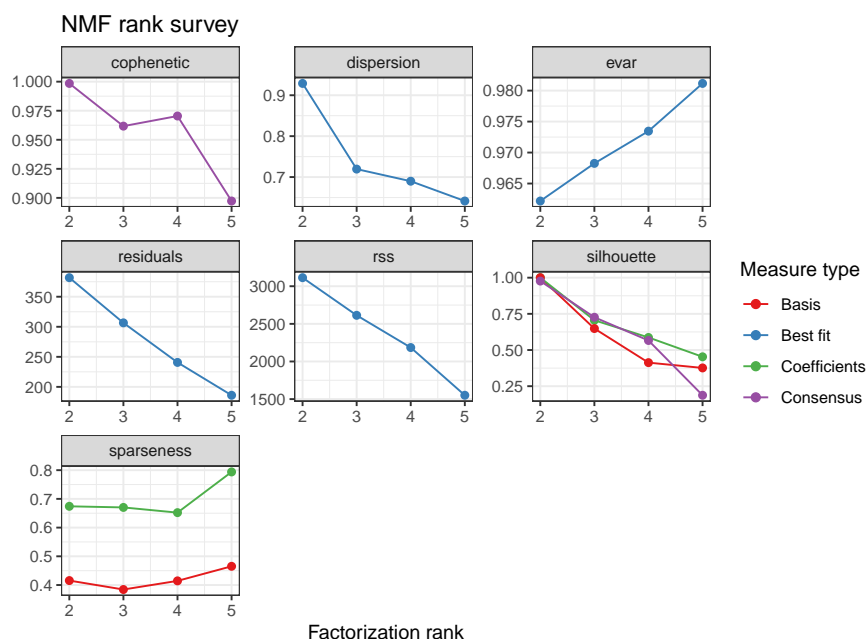 NMF rank survey
cophenetic
dispersion
evar
1.000
0.975
0.950
0.925
0.900
2 3 4 5
0.9
0.8
0.7
2 3 4 5
0.980
0.975
0.970
0.965
2 3 4 5
residuals
rss
silhouette
350
300
250
200
2 3 4 5
3000
2500
2000
1500
2 3 4 5
1.00
0.75
0.50
0.25
2 3 4 5
Measure type
Basis
Best fit
Coefficients
Consensus
sparseness
0.8
0.7
0.6
0.5
0.4
2 3 4 5
Factorization rank